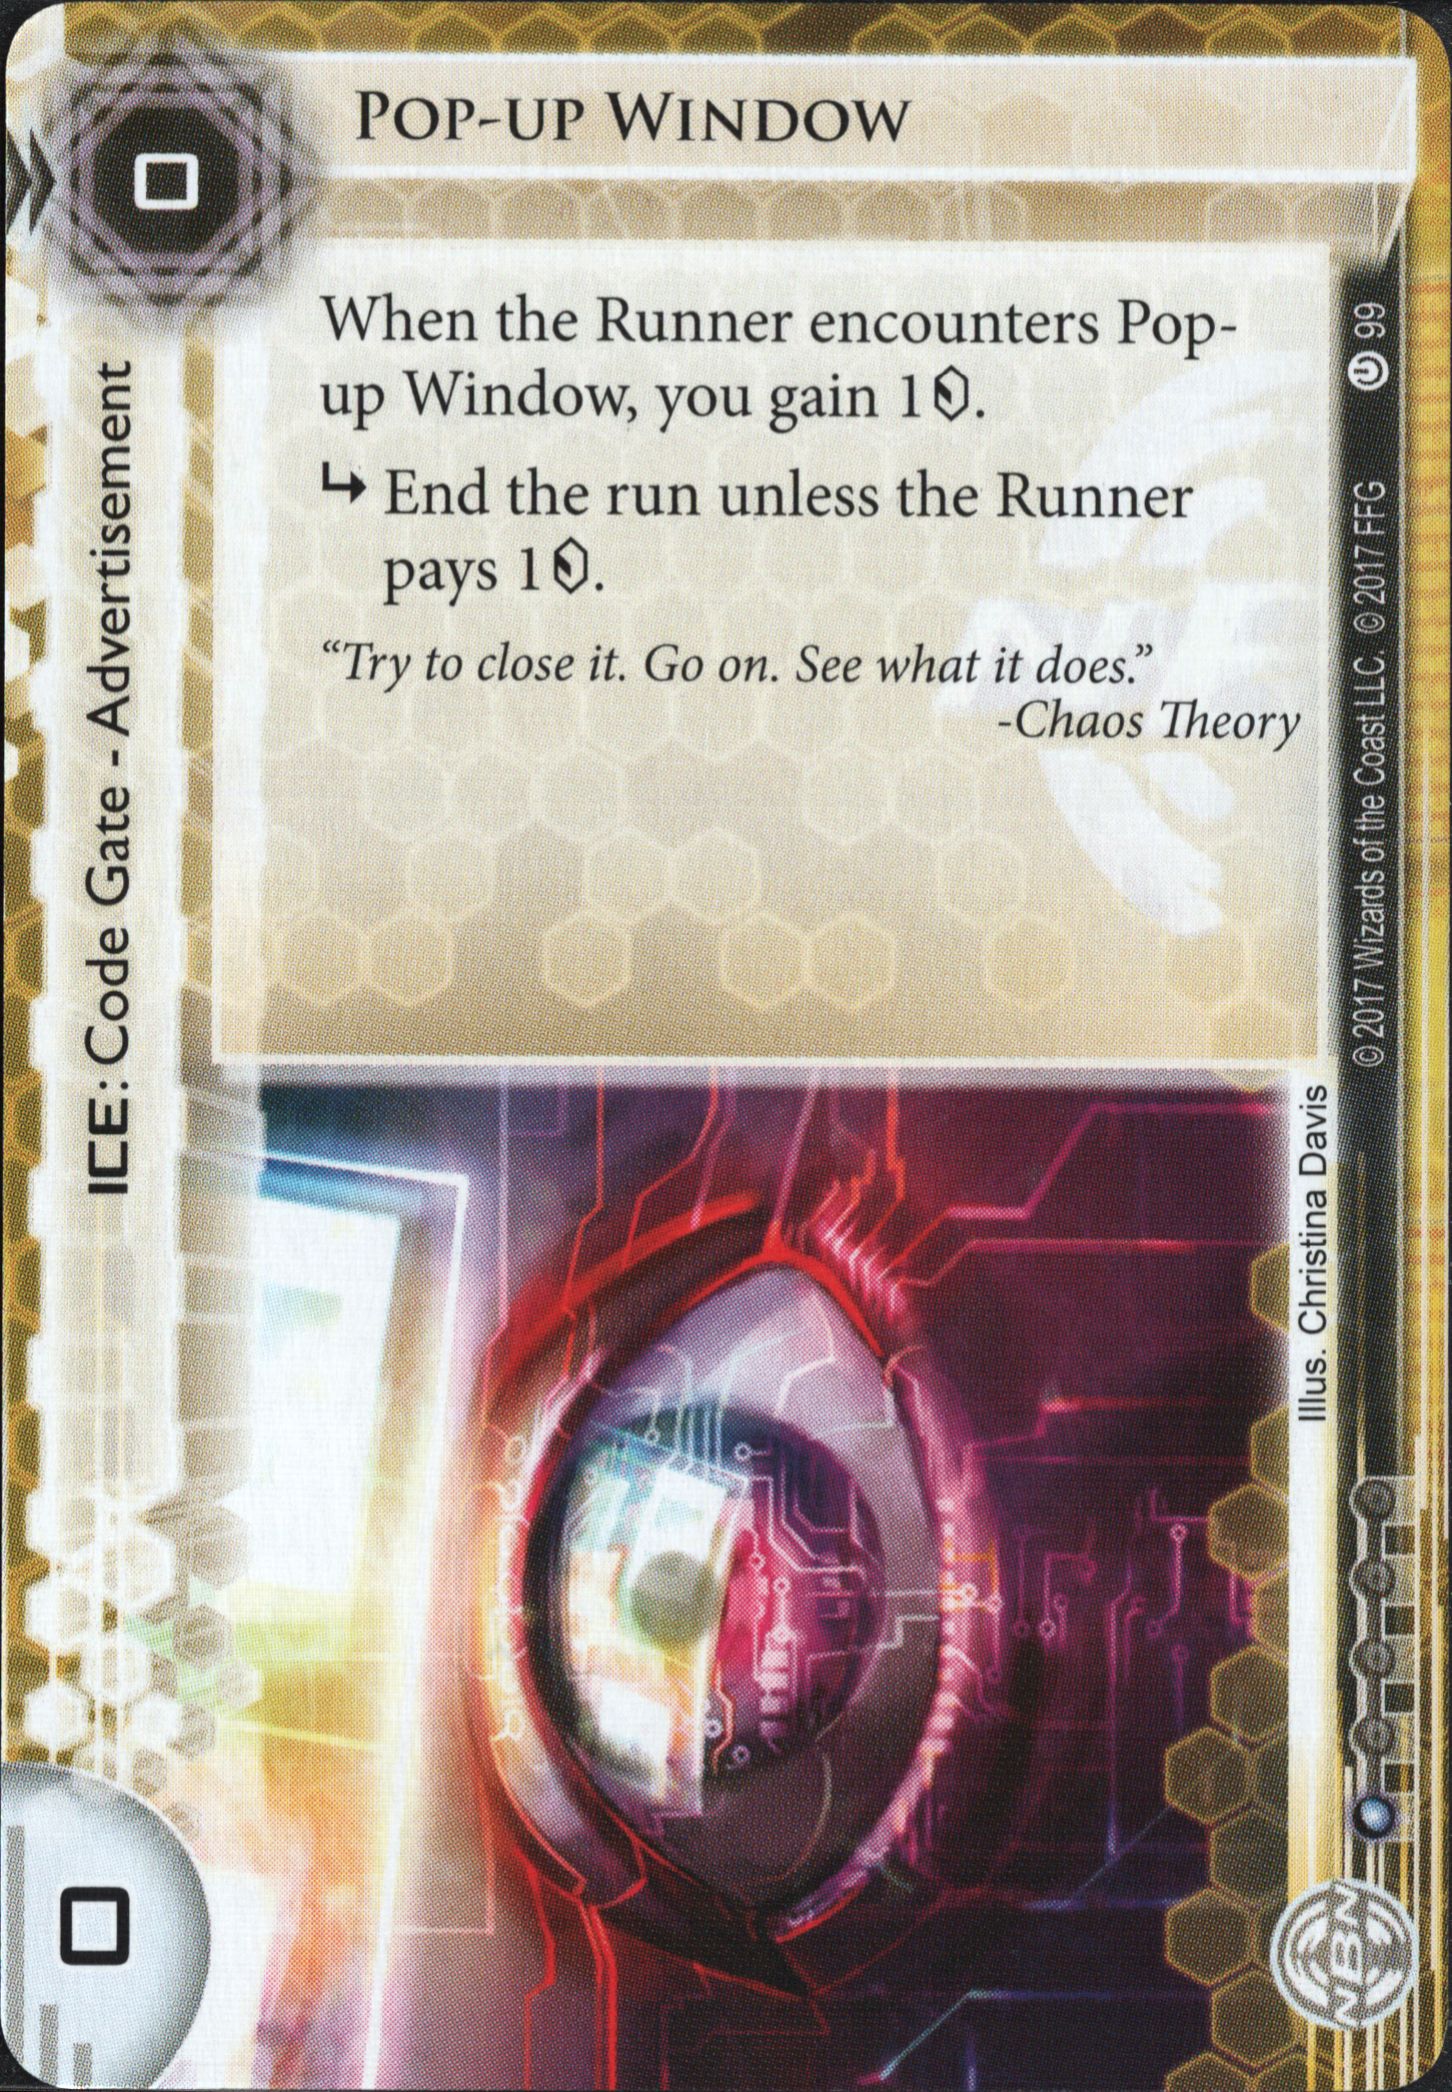 0
POP-UP WINDOW
When the Runner encounters Pop-
up Window, you gain 1.
End the run unless the Runner
pays 1.
“Try to close it. Go on. See what it does.”
-Chaos Theory
ICE: Code Gate - Advertisement
0
Illus. Christina Davis
© 2017 Wizards of the Coast LLC. © 2017 FFG 99
NBN